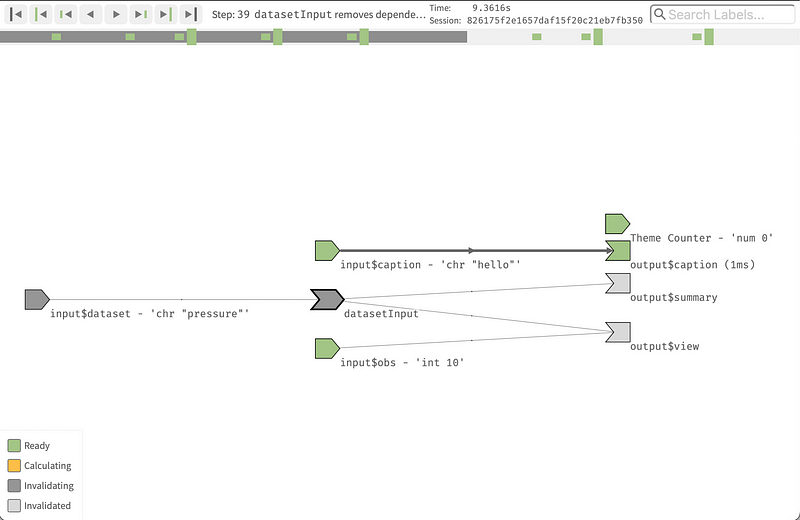 Step: 39 datasetInput removes depende…
Time: 9.3616s
Session: 826175f2e1657daf15f20c21eb7fb350
Search Labels...
Theme Counter - 'num 0'
input$caption - 'chr "hello"'
output$caption (1ms)
output$summary
input$dataset - 'chr "pressure"'
datasetInput
output$view
input$obs - 'int 10'
Ready
Calculating
Invalidating
Invalidated